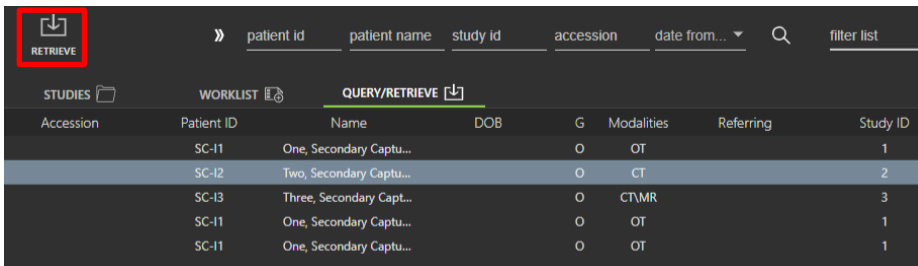 RETRIEVE
» patient id patient name study id accession date from... filter list
STUDIES WORKLIST QUERY/RETRIEVE
Accession Patient ID Name DOB G Modalities Referring Study ID
SC-I1 One, Secondary Captu... O OT 1
SC-I2 Two, Secondary Captu... O CT 2
SC-I3 Three, Secondary Capt... O CT\MR 3
SC-I1 One, Secondary Captu... O OT 1
SC-I1 One, Secondary Captu... O OT 1